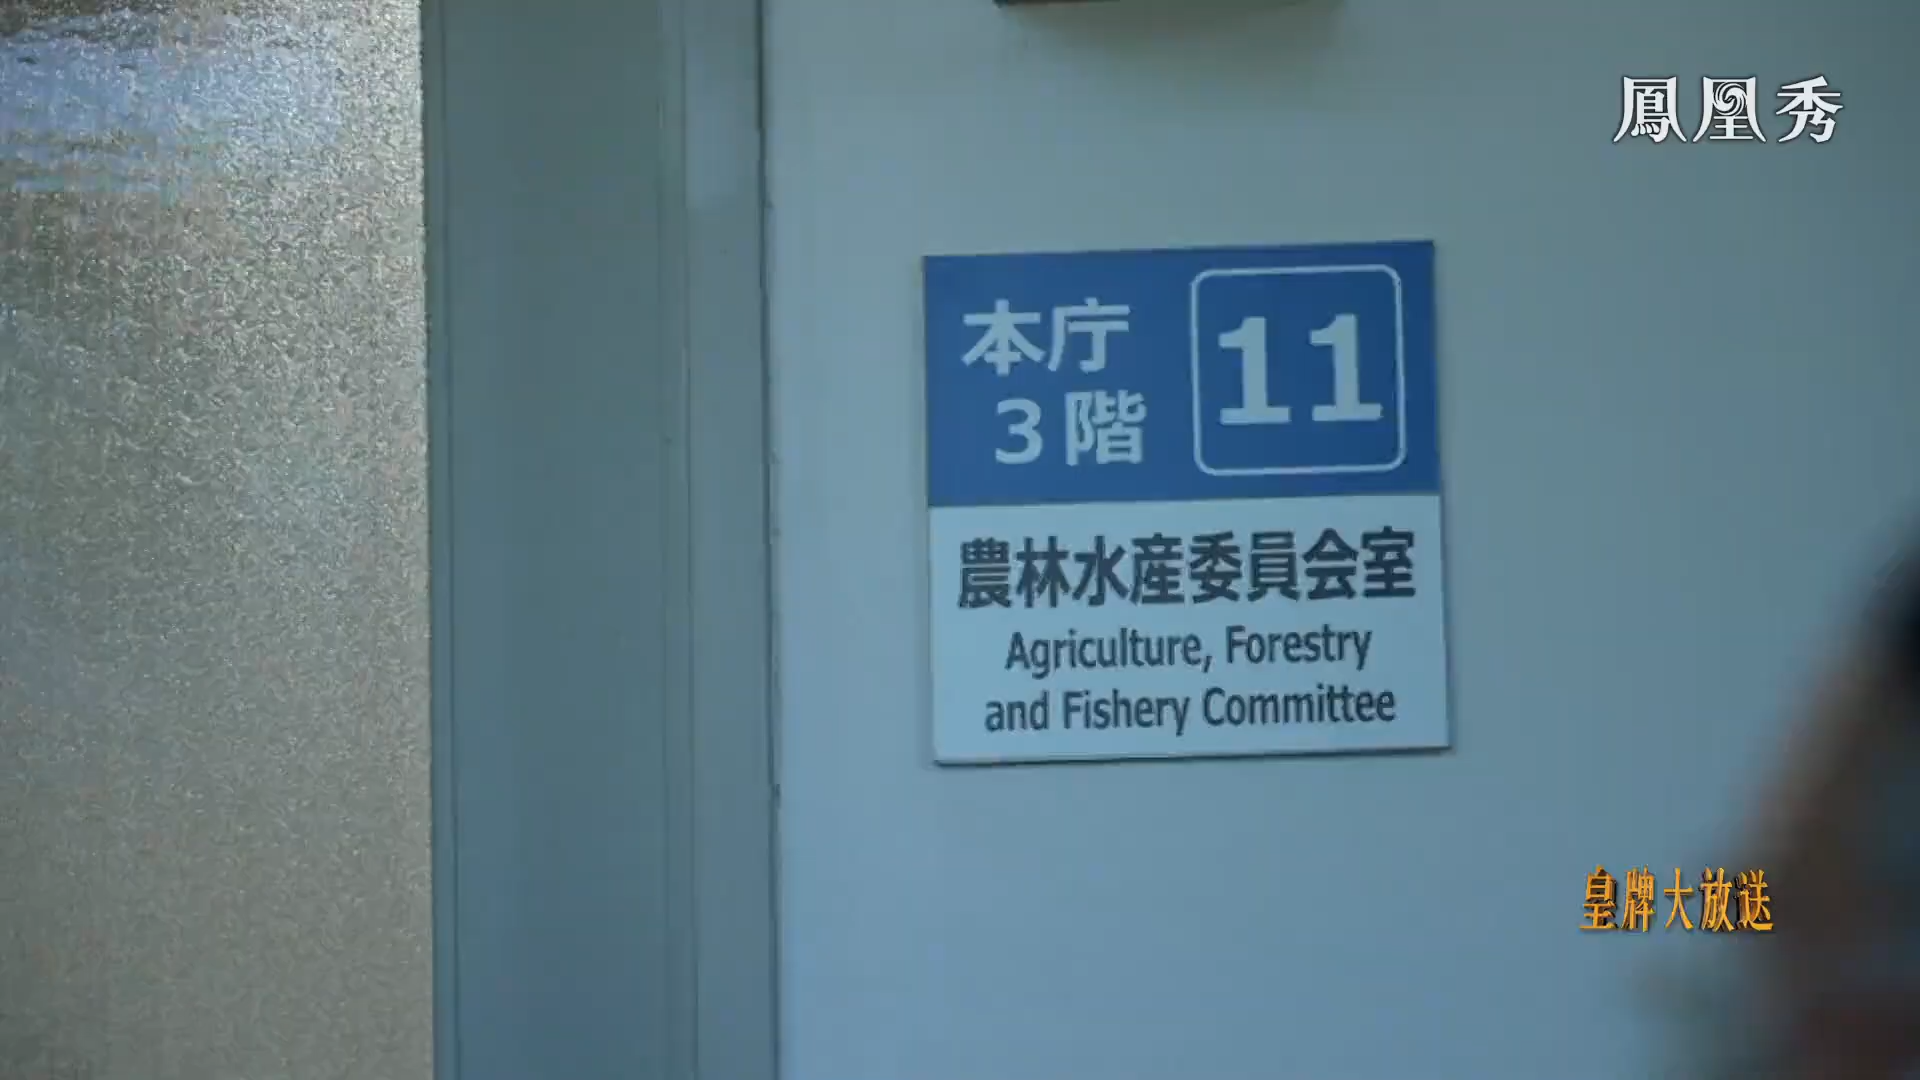 鳳凰秀
本庁
3階
11
農林水産委員会室
Agriculture, Forestry
and Fishery Committee
皇牌大放送